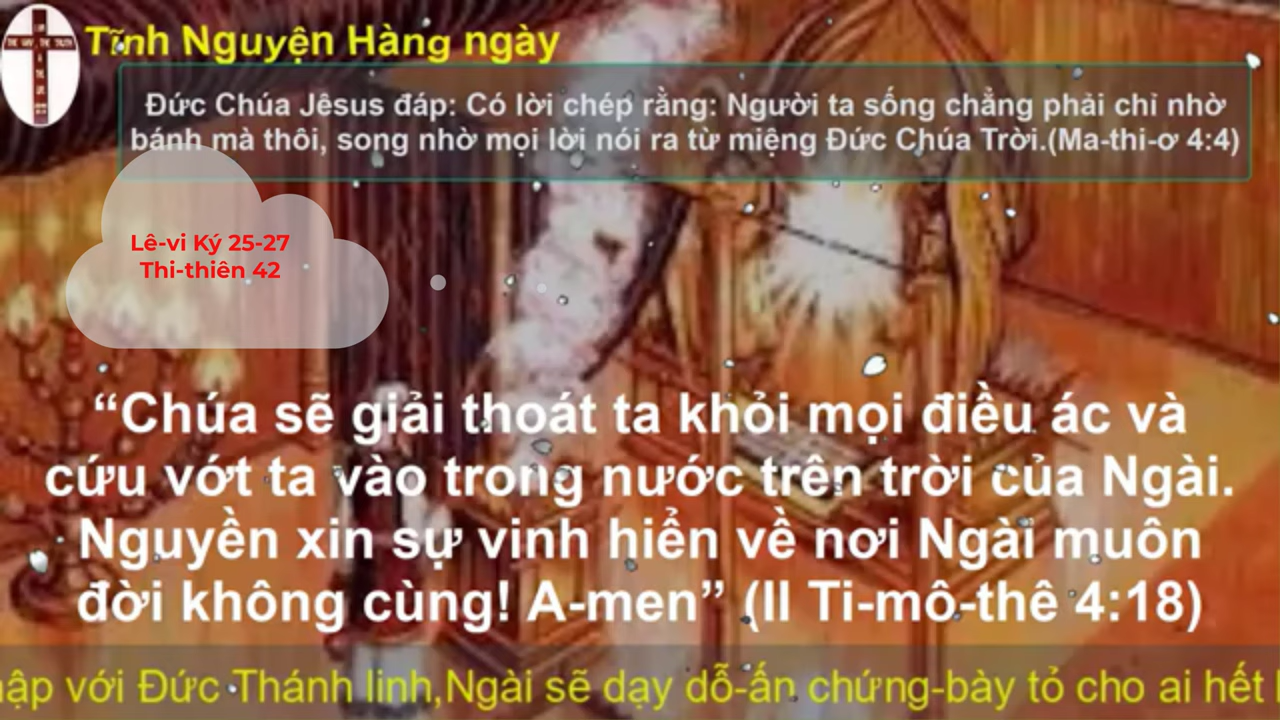 Tĩnh Nguyện Hàng ngày
Đức Chúa Jêsus đáp: Có lời chép rằng: Người ta sống chẳng phải chỉ nhờ
bánh mà thôi, song nhờ mọi lời nói ra từ miệng Đức Chúa Trời.(Ma-thi-ơ 4:4)
Lê-vi Ký 25-27
Thi-thiên 42
“Chúa sẽ giải thoát ta khỏi mọi điều ác và
cứu vớt ta vào trong nước trên trời của Ngài.
Nguyền xin sự vinh hiển về nơi Ngài muôn
đời không cùng! A-men” (II Ti-mô-thê 4:18)
với Đức Thánh linh,Ngài sẽ dạy dỗ-ấn chứng-bày tỏ cho ai hết